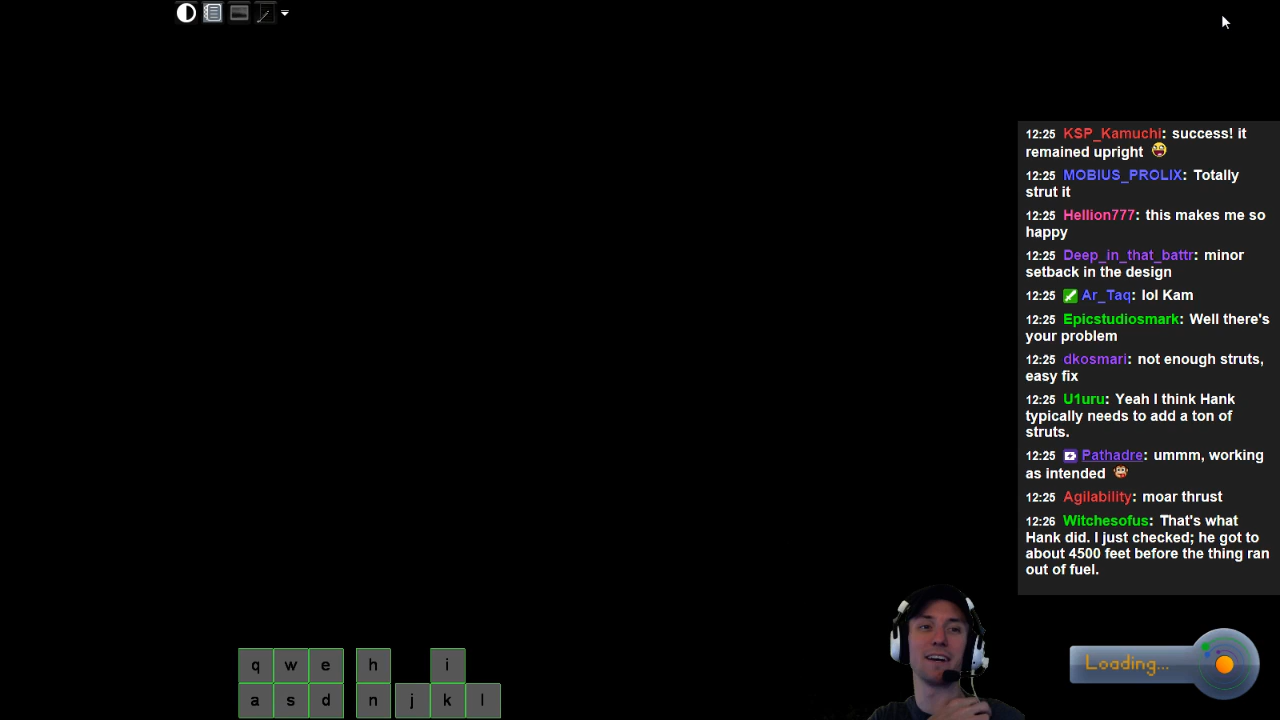 12:25 KSP_Kamuchi: success! it
remained upright
12:25 MOBIUS_PROLIX: Totally
strut it
12:25 Hellion777: this makes me so
happy
12:25 Deep_in_that_battr: minor
setback in the design
12:25 Ar_Taq: lol Kam
12:25 Epicstudiosmark: Well there's
your problem
12:25 dkosmari: not enough struts,
easy fix
12:25 U1uru: Yeah I think Hank
typically needs to add a ton of
struts.
12:25 Pathadre: ummm, working
as intended
12:25 Agilability: moar thrust
12:26 Witchesofus: That's what
Hank did. I just checked; he got to
about 4500 feet before the thing ran
out of fuel.
q w e h i
a s d n j k l
Loading...